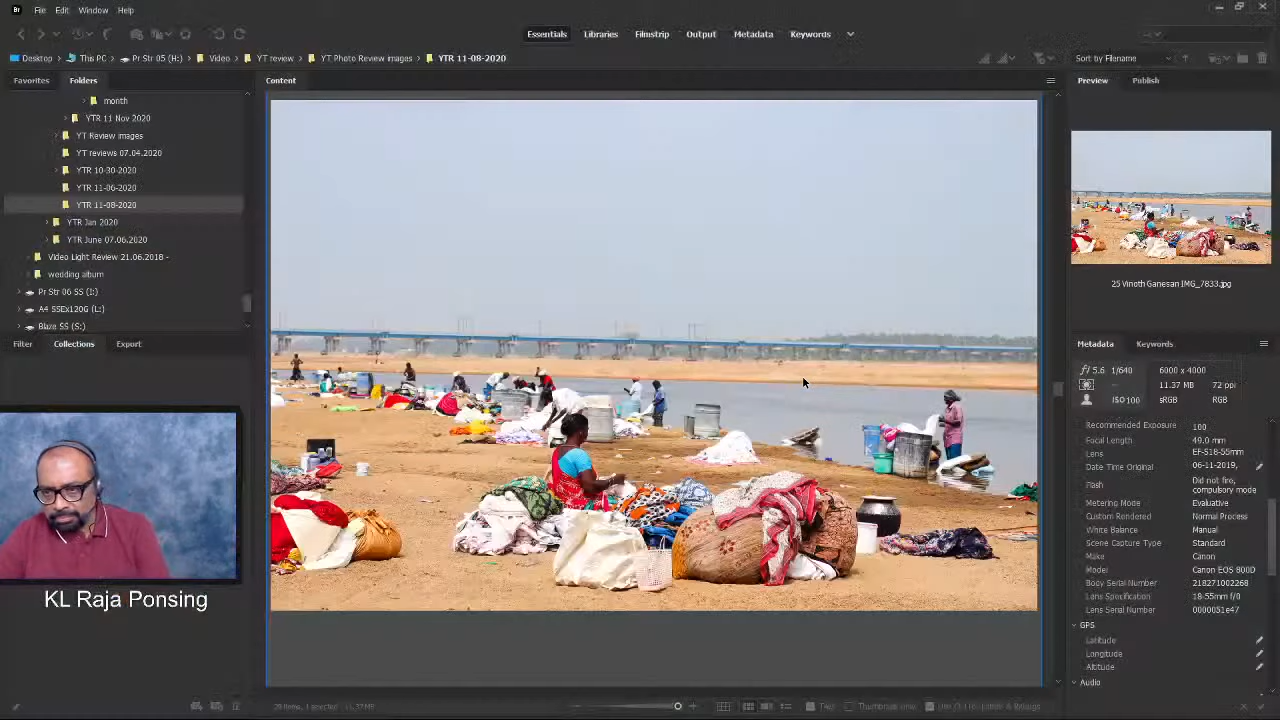 Br File Edit Window Help
Essentials Libraries Filmstrip Output Metadata Keywords
Desktop > This PC > Pr Str 05 (H:) > Video > YT review > YT Photo Review images > YTR 11-08-2020
Sort by Filename
Favorites Folders
month
YTR 11 Nov 2020
YT Review images
YT reviews 07.04.2020
YTR 10-30-2020
YTR 11-06-2020
YTR 11-08-2020
YTR Jan 2020
YTR June 07.06.2020
Video Light Review 21.06.2018 -
wedding album
Pr Str 06 SS (I:)
A4 SSEx120G (L:)
Blaze SS (S:)
Filter Collections Export
KL Raja Ponsing
Content
29 items, 1 selected - 11.37MB
Thumbnail only
Preview Publish
25 Vinoth Ganesan IMG_7833.jpg
Metadata Keywords
f/ 5.6 1/640
ISO 100
6000 x 4000
11.37 MB 72 ppi
sRGB RGB
Recommended Exposure 100
Focal Length 49.0 mm
Lens EF-S18-55mm
Date Time Original 06-11-2019,
Flash Did not fire, compulsory mode
Metering Mode Evaluative
Custom Rendered Normal Process
White Balance Manual
Scene Capture Type Standard
Make Canon
Model Canon EOS 800D
Body Serial Number 218271002268
Lens Specification 18-55mm f/0
Lens Serial Number 0000051e47
GPS
Latitude
Longitude
Altitude
Audio